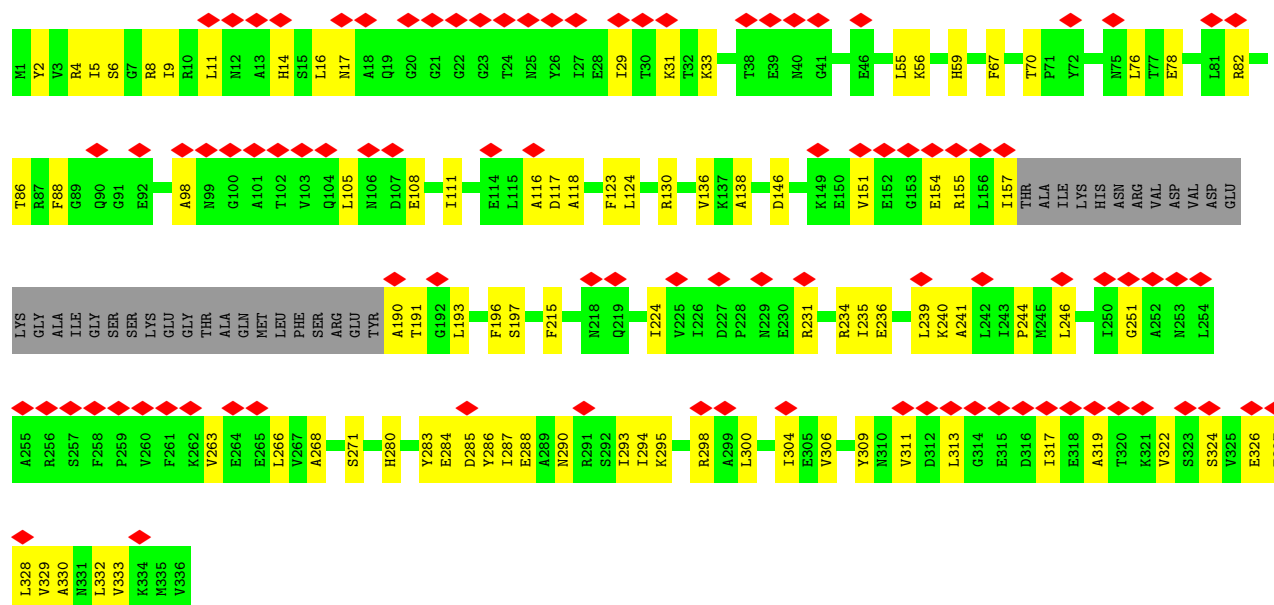 M1 Y2 V3 R4 I5 S6 G7 R8 I9 R10 L11 N12 A13 H14 S15 L16 N17 A18 Q19 G20 G21 G22 G23 T24 N25 Y26 I27 E28 I29 T30 K31 T32 K33 T38 E39 N40 G41 E46 L55 K56 H59 F67 T70 P71 Y72 N75 L76 T77 E78 L81 R82
T86 R87 F88 G89 Q90 G91 E92 A98 N99 G100 A101 T102 V103 Q104 L105 N106 D107 E108 I111 E114 L115 A116 D117 A118 F123 L124 R130 V136 K137 A138 D146 K149 E150 V151 E152 G153 E154 R155 L156 I157 THR ALA ILE LYS HIS ASN ARG VAL ASP VAL ASP GLU
LYS GLY ALA ILE GLY SER SER LYS GLU GLY THR ALA GLN MET LEU PHE SER ARG GLU TYR A190 T191 G192 L193 F196 S197 F215 N218 Q219 I224 V225 I226 D227 P228 N229 E230 R231 R234 I235 E236 L239 K240 A241 L242 I243 P244 M245 L246 I250 G251 A252 N253 L254
A255 R256 S257 F258 P259 V260 F261 K262 V263 E264 E265 L266 V267 A268 S271 H280 Y283 E284 D285 Y286 I287 E288 A289 N290 R291 S292 I293 I294 K295 R298 A299 L300 I304 E305 V306 Y309 N310 V311 D312 L313 G314 E315 D316 I317 E318 A319 T320 K321 V322 S323 S324 V325 E326
L328 V329 A330 N331 L332 V333 K334 M335 V336